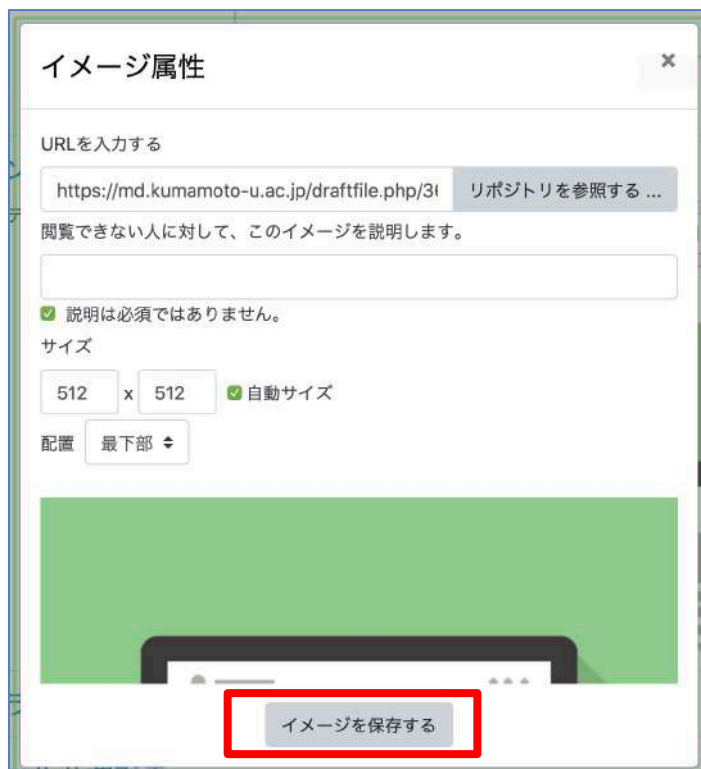 イメージ属性
×
URLを入力する
https://md.kumamoto-u.ac.jp/draftfile.php/36 リポジトリを参照する ...
閲覧できない人に対して、このイメージを説明します。
説明は必須ではありません。
サイズ
512 x 512 自動サイズ
配置 最下部
イメージを保存する